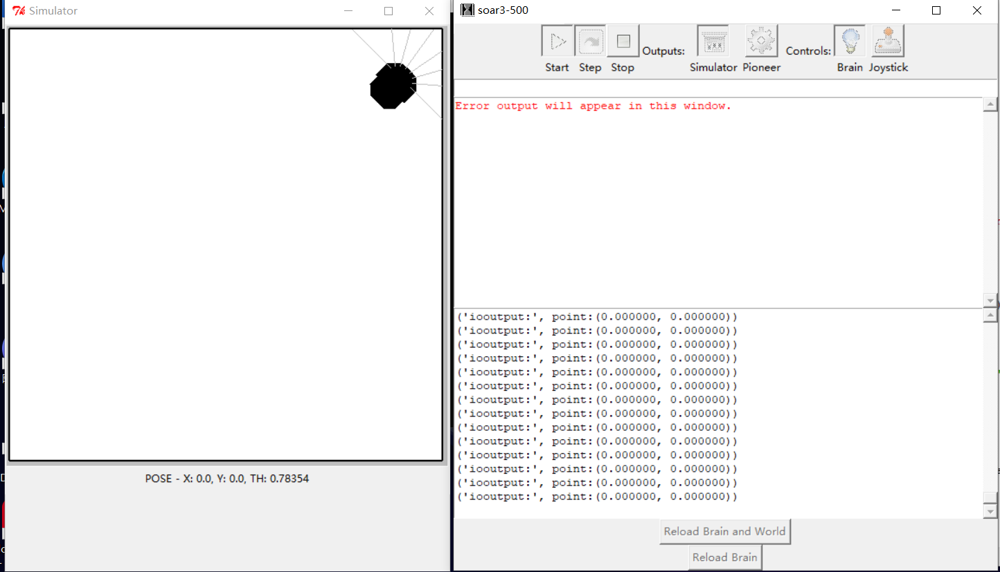 Simulator
POSE - X: 0.0, Y: 0.0, TH: 0.78354
soar3-500
Outputs:
Controls:
Start Step Stop Simulator Pioneer Brain Joystick
Error output will appear in this window.
('iooutput:', point:(0.000000, 0.000000))
('iooutput:', point:(0.000000, 0.000000))
('iooutput:', point:(0.000000, 0.000000))
('iooutput:', point:(0.000000, 0.000000))
('iooutput:', point:(0.000000, 0.000000))
('iooutput:', point:(0.000000, 0.000000))
('iooutput:', point:(0.000000, 0.000000))
('iooutput:', point:(0.000000, 0.000000))
('iooutput:', point:(0.000000, 0.000000))
('iooutput:', point:(0.000000, 0.000000))
('iooutput:', point:(0.000000, 0.000000))
('iooutput:', point:(0.000000, 0.000000))
('iooutput:', point:(0.000000, 0.000000))
('iooutput:', point:(0.000000, 0.000000))
Reload Brain and World
Reload Brain